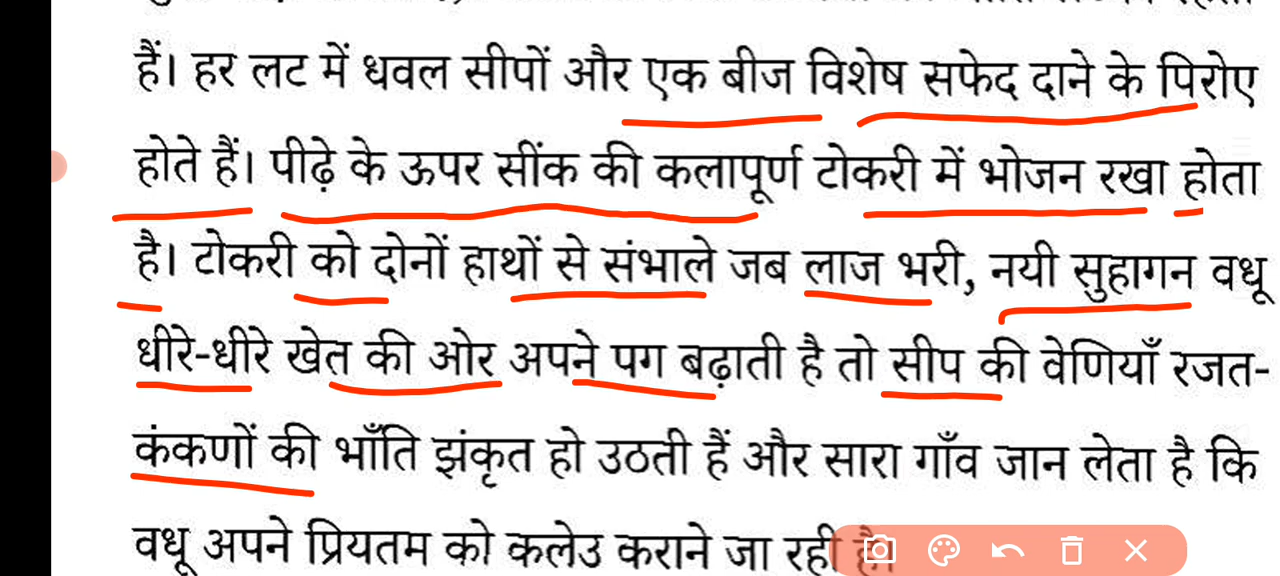 हैं। हर लट में धवल सीपों और एक बीज विशेष सफेद दाने के पिरोए
होते हैं। पीढ़े के ऊपर सींक की कलापूर्ण टोकरी में भोजन रखा होता
है। टोकरी को दोनों हाथों से संभाले जब लाज भरी, नयी सुहागन वधू
धीरे-धीरे खेत की ओर अपने पग बढ़ाती है तो सीप की वेणियाँ रजत-
कंकणों की भाँति झंकृत हो उठती हैं और सारा गाँव जान लेता है कि
वधू अपने प्रियतम को कलेउ कराने जा रही है।